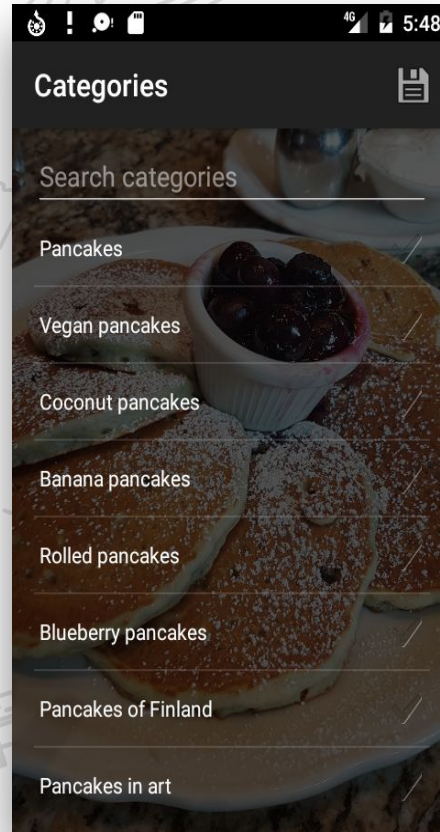 4G 5:48
Categories
Search categories
Pancakes
Vegan pancakes
Coconut pancakes
Banana pancakes
Rolled pancakes
Blueberry pancakes
Pancakes of Finland
Pancakes in art